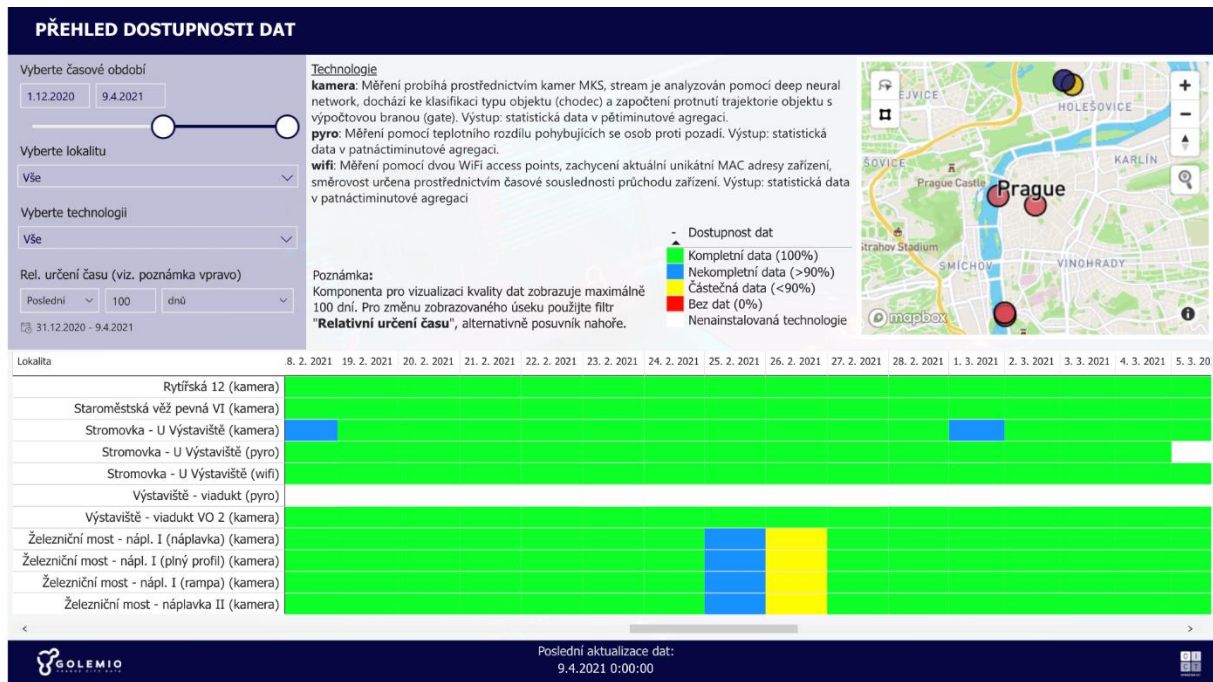 PŘEHLED DOSTUPNOSTI DAT
Vyberte časové období
1.12.2020 9.4.2021
Vyberte lokalitu
Vše
Vyberte technologii
Vše
Rel. určení času (viz. poznámka vpravo)
Poslední 100 dnů
31.12.2020 - 9.4.2021
Technologie
kamera: Měření probíhá prostřednictvím kamer MKS, stream je analyzován pomocí deep neural
network, dochází ke klasifikaci typu objektu (chodec) a započtení protnutí trajektorie objektu s
výpočtovou branou (gate). Výstup: statistická data v pětiminutové agregaci.
pyro: Měření pomocí teplotního rozdílu pohybujících se osob proti pozadí. Výstup: statistická
data v patnáctiminutové agregaci.
wifi: Měření pomocí dvou WiFi access points, zachycení aktuální unikátní MAC adresy zařízení,
směrovost určena prostřednictvím časové souslednosti průchodu zařízení. Výstup: statistická data
v patnáctiminutové agregaci
Poznámka:
Komponenta pro vizualizaci kvality dat zobrazuje maximálně
100 dní. Pro změnu zobrazovaného úseku použijte filtr
"Relativní určení času", alternativně posuvník nahoře.
- Dostupnost dat
Kompletní data (100%)
Nekompletní data (>90%)
Částečná data (<90%)
Bez dat (0%)
Nenainstalovaná technologie
EJVICE
HOLEŠOVICE
ŠOVICE
KARLÍN
Prague Castle
Prague
Strahov Stadium
SMÍCHOV
VINOHRADY
mapbox
Lokalita 8. 2. 2021 19. 2. 2021 20. 2. 2021 21. 2. 2021 22. 2. 2021 23. 2. 2021 24. 2. 2021 25. 2. 2021 26. 2. 2021 27. 2. 2021 28. 2. 2021 1. 3. 2021 2. 3. 2021 3. 3. 2021 4. 3. 2021 5. 3. 20
Rytířská 12 (kamera)
Staroměstská věž pevná VI (kamera)
Stromovka - U Výstaviště (kamera)
Stromovka - U Výstaviště (pyro)
Stromovka - U Výstaviště (wifi)
Výstaviště - viadukt (pyro)
Výstaviště - viadukt VO 2 (kamera)
Železniční most - nápl. I (náplavka) (kamera)
Železniční most - nápl. I (plný profil) (kamera)
Železniční most - nápl. I (rampa) (kamera)
Železniční most - náplavka II (kamera)
GOLEMIO
PRAGUE CITY DATA
Poslední aktualizace dat:
9.4.2021 0:00:00
O I
C T